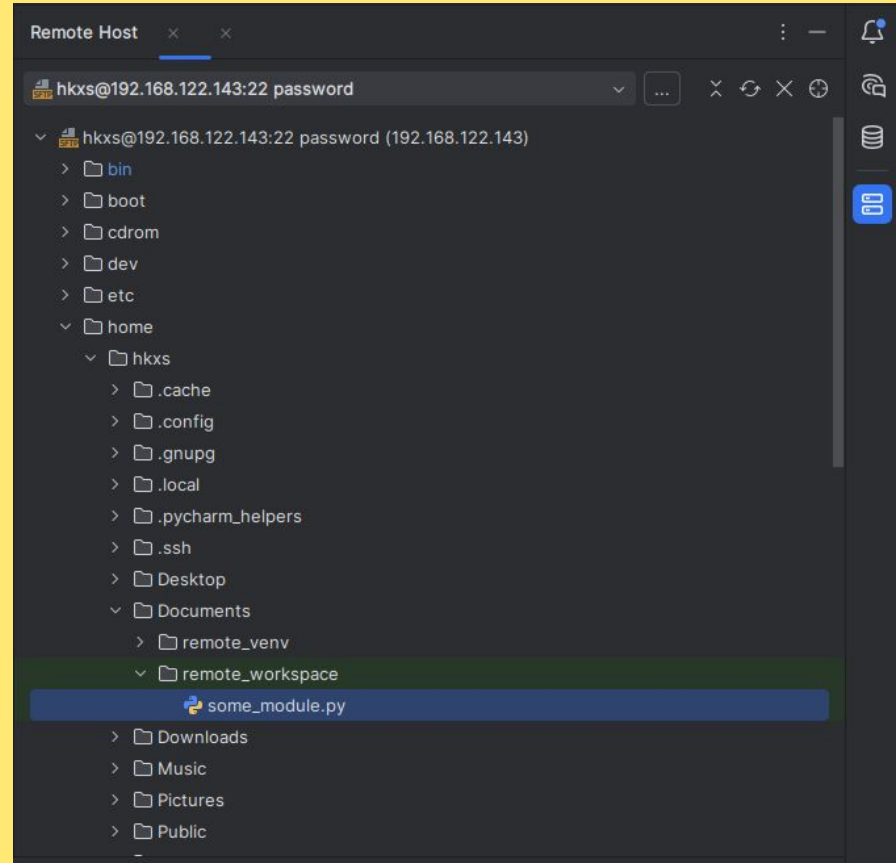 Remote Host
SFTP hkxs@192.168.122.143:22 password ...
SFTP hkxs@192.168.122.143:22 password (192.168.122.143)
bin
boot
cdrom
dev
etc
home
hkxs
.cache
.config
.gnupg
.local
.pycharm_helpers
.ssh
Desktop
Documents
remote_venv
remote_workspace
some_module.py
Downloads
Music
Pictures
Public